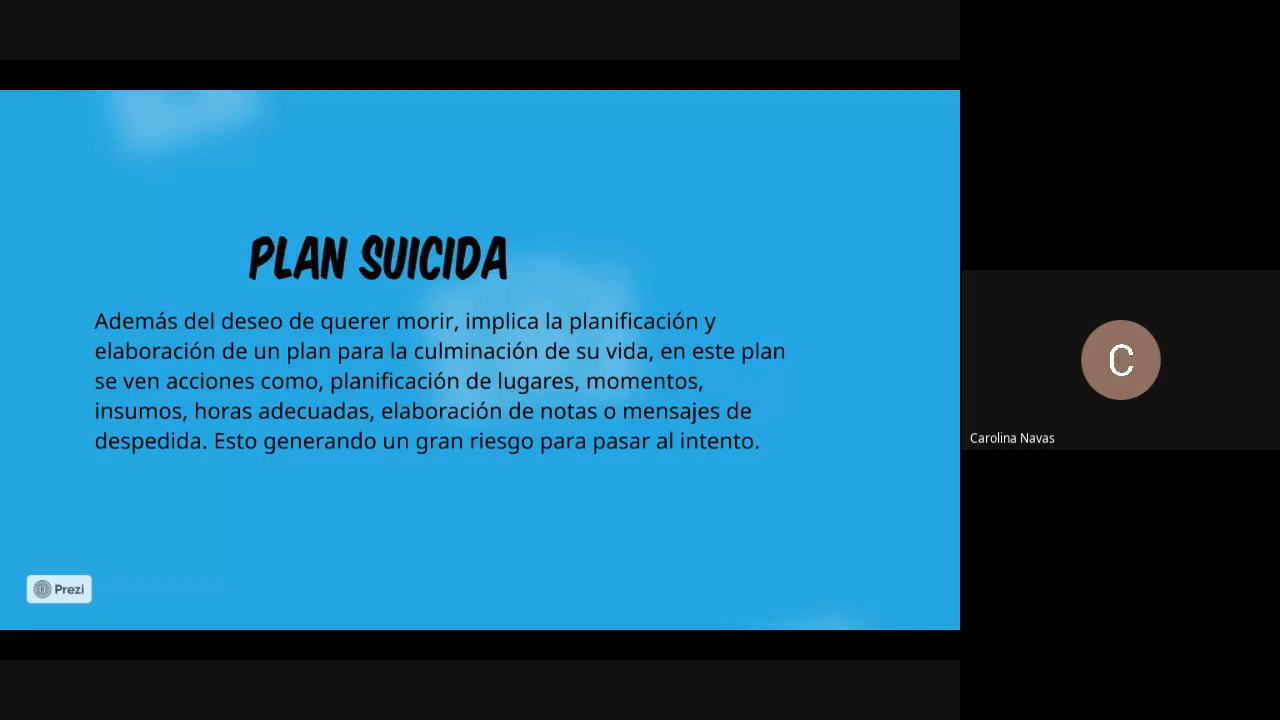 PLAN SUICIDA
Además del deseo de querer morir, implica la planificación y
elaboración de un plan para la culminación de su vida, en este plan
se ven acciones como, planificación de lugares, momentos,
insumos, horas adecuadas, elaboración de notas o mensajes de
despedida. Esto generando un gran riesgo para pasar al intento.
Prezi
C
Carolina Navas